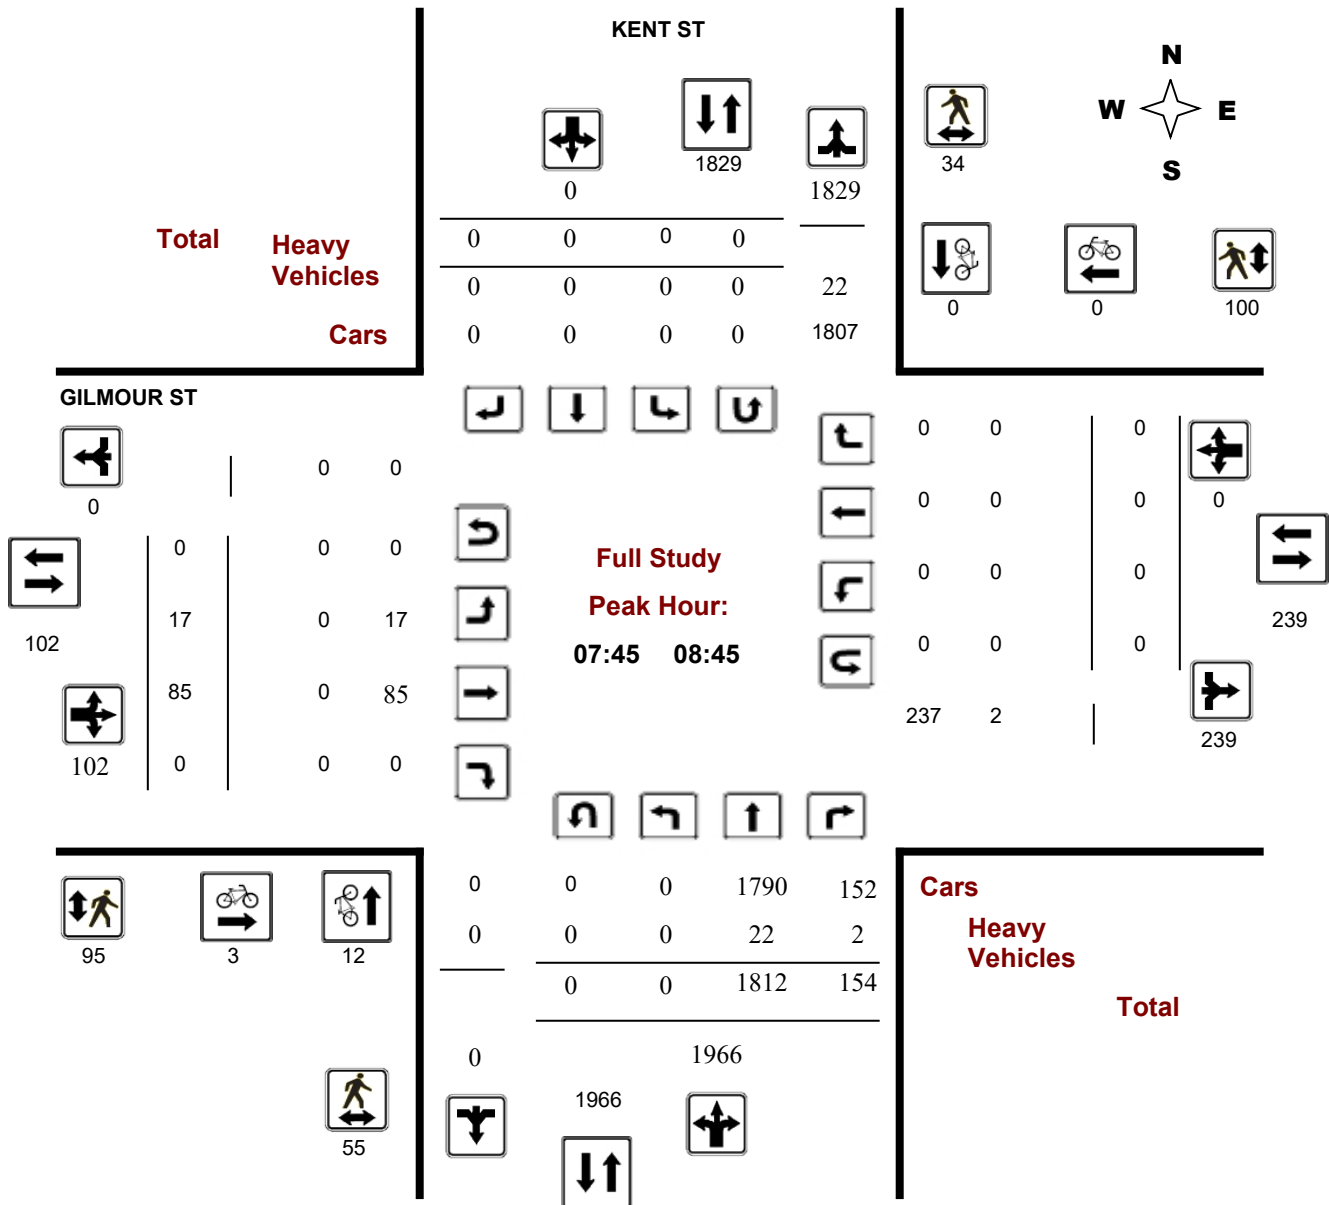 KENT ST
N
W E
S
1829
34
0 1829
Total
Heavy
Vehicles
Cars
0 0 0 0
0 0 0 0 22
0 0 0 0 1807
0 0 100
GILMOUR ST
0 0 0
0 0 0
0
0 0 0
0 0 0
0
0 0 0
Full Study
Peak Hour:
07:45 08:45
17 0 17
0 0 0
102
239
85 0 85
237 2
239
102 0 0 0
0 0 0 1790 152
0 0 0 22 2
0 0 1812 154
Cars
Heavy
Vehicles
Total
95 3 12
0 1966
1966
55